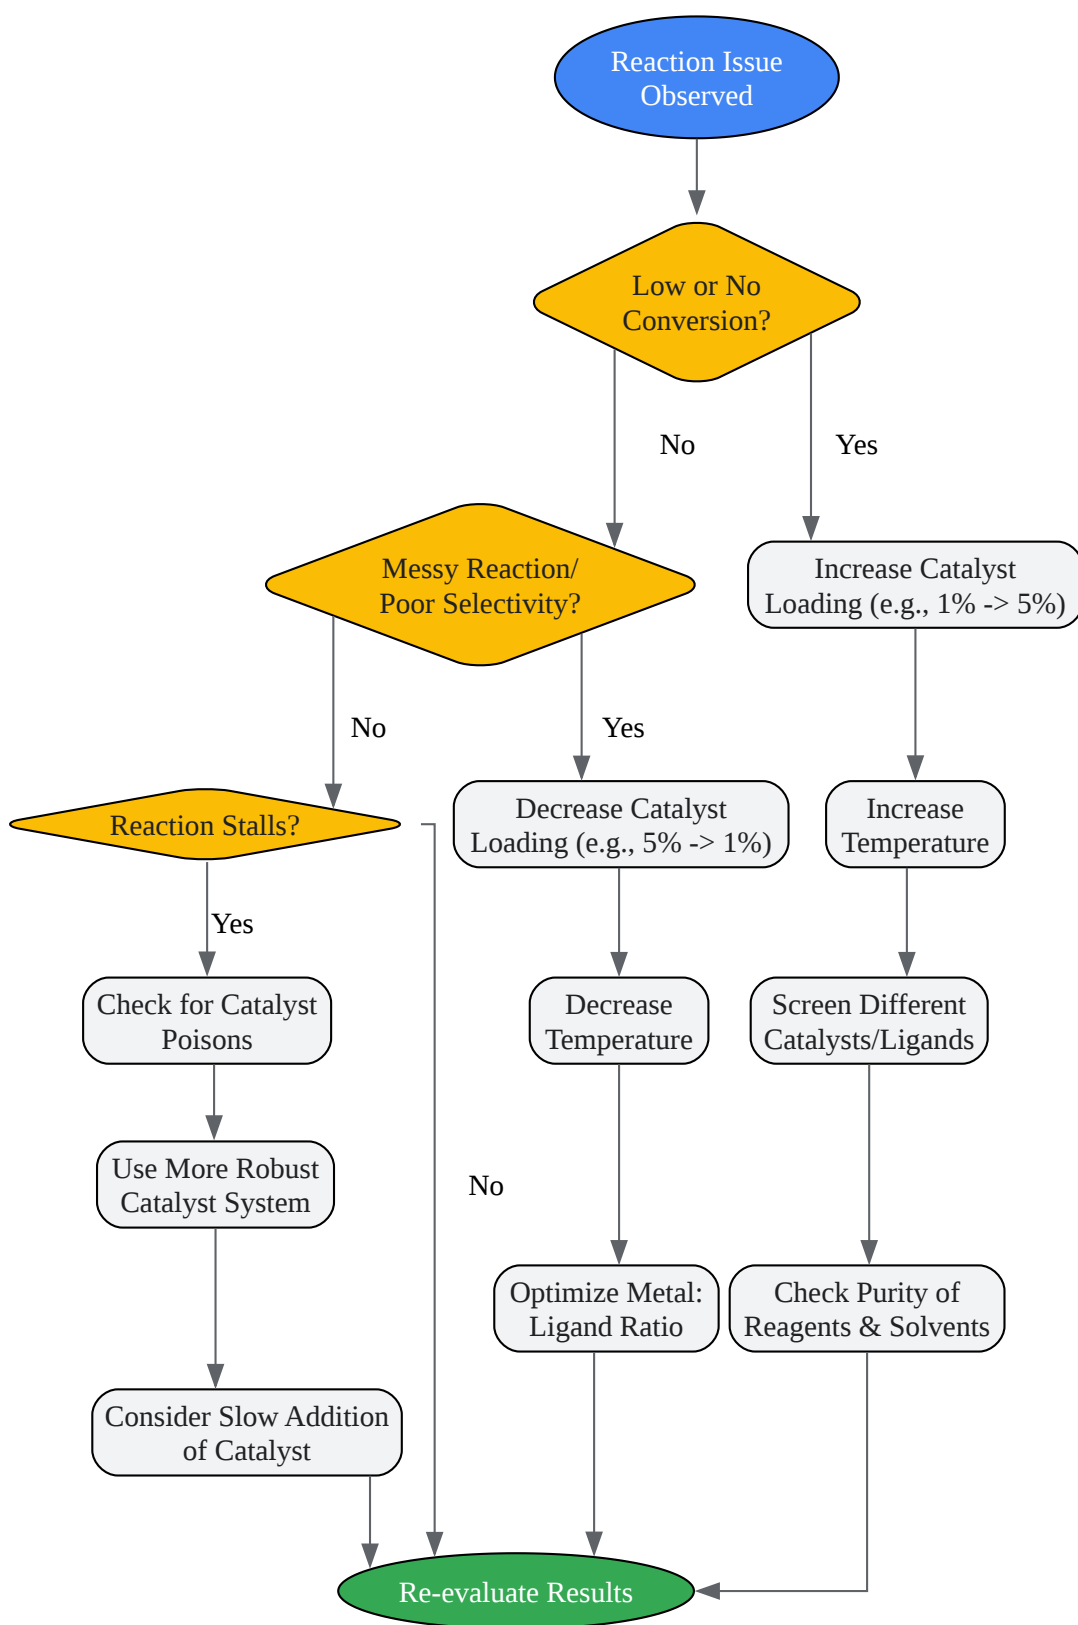 Reaction Issue
Observed
Low or No
Conversion?
No
Yes
Messy Reaction/
Poor Selectivity?
Increase Catalyst
Loading (e.g., 1% -> 5%)
No
Yes
Reaction Stalls?
Decrease Catalyst
Loading (e.g., 5% -> 1%)
Increase
Temperature
Yes
Check for Catalyst
Poisons
Decrease
Temperature
Screen Different
Catalysts/Ligands
Use More Robust
Catalyst System
No
Optimize Metal:
Ligand Ratio
Check Purity of
Reagents & Solvents
Consider Slow Addition
of Catalyst
Re-evaluate Results